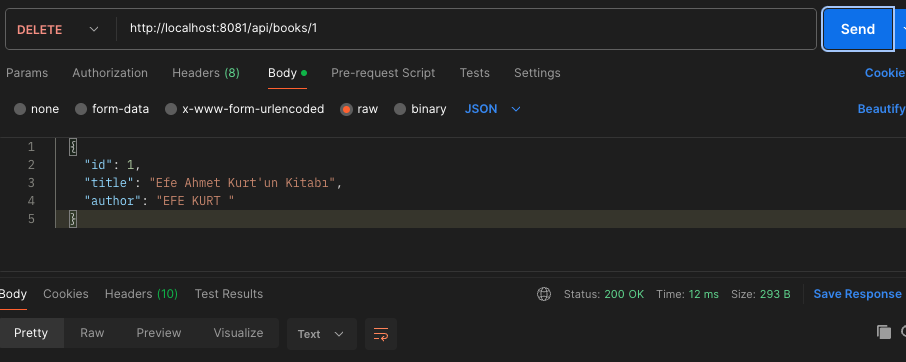 DELETE http://localhost:8081/api/books/1 Send
Params Authorization Headers (8) Body Pre-request Script Tests Settings Cookie
none form-data x-www-form-urlencoded raw binary JSON Beautify
1 {
2 "id": 1,
3 "title": "Efe Ahmet Kurt'un Kitabı",
4 "author": "EFE KURT "
5 }
Body Cookies Headers (10) Test Results Status: 200 OK Time: 12 ms Size: 293 B Save Response
Pretty Raw Preview Visualize Text